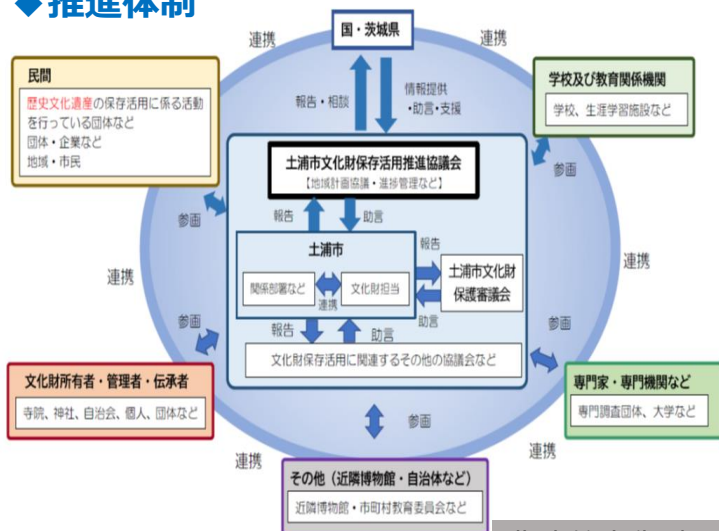 ◆推進体制
国・茨城県
連携
連携
民間
歴史文化遺産の保存活用に係る活動
を行っている団体など
団体・企業など
地域・市民
報告・相談
情報提供
・助言・支援
学校及び教育関係機関
学校、生涯学習施設など
土浦市文化財保存活用推進協議会
【地域計画協議・進捗管理など】
参画
参画
報告
助言
土浦市
報告
関係部署など
連携
文化財担当
土浦市文化財
保護審議会
助言
連携
連携
報告
助言
参画
参画
文化財保存活用に関連するその他の協議会など
文化財所有者・管理者・伝承者
寺院、神社、自治会、個人、団体など
専門家・専門機関など
専門調査団体、大学など
参画
連携
連携
その他（近隣博物館・自治体など）
近隣博物館・市町村教育委員会など